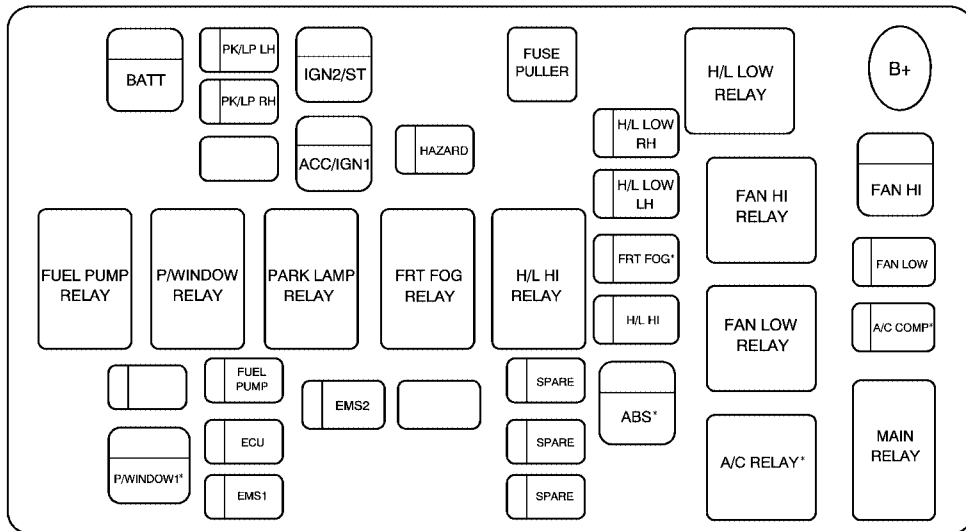 BATT
PK/LP LH
PK/LP RH
IGN2/ST
ACC/IGN1
HAZARD
FUSE
PULLER
H/L LOW
RELAY
B+
H/L LOW
RH
H/L LOW
LH
FRT FOG*
H/L HI
FAN HI
RELAY
FAN HI
FAN LOW
A/C COMP*
FUEL PUMP
RELAY
P/WINDOW
RELAY
PARK LAMP
RELAY
FRT FOG
RELAY
H/L HI
RELAY
FAN LOW
RELAY
FUEL
PUMP
EMS2
SPARE
ABS*
P/WINDOW1*
ECU
SPARE
A/C RELAY*
MAIN
RELAY
EMS1
SPARE